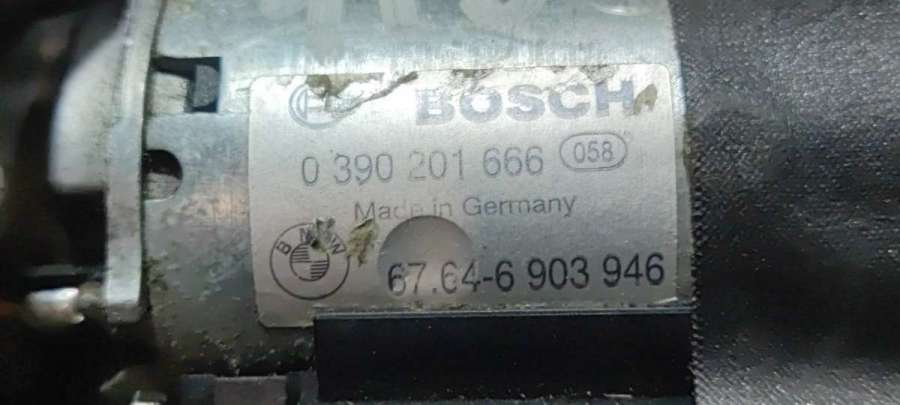 BOSCH
0 390 201 666 058
Made in Germany
BMW
67.64-6 903 946